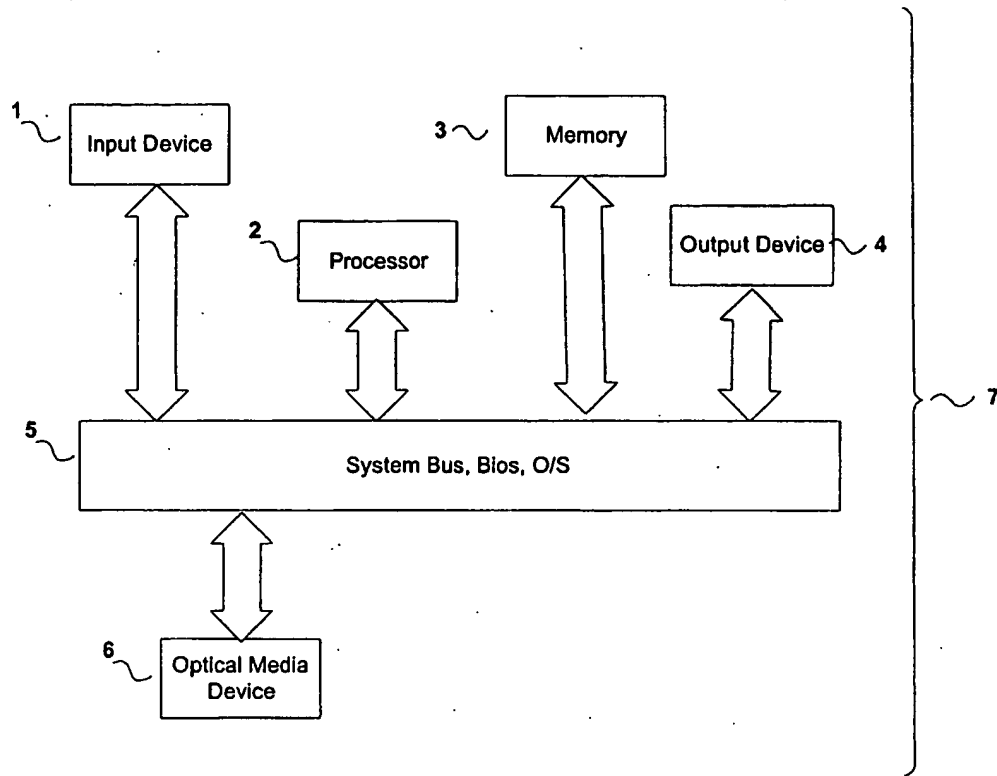 1
Input Device
3
Memory
2
Processor
Output Device
4
5
System Bus, Bios, O/S
7
6
Optical Media
Device